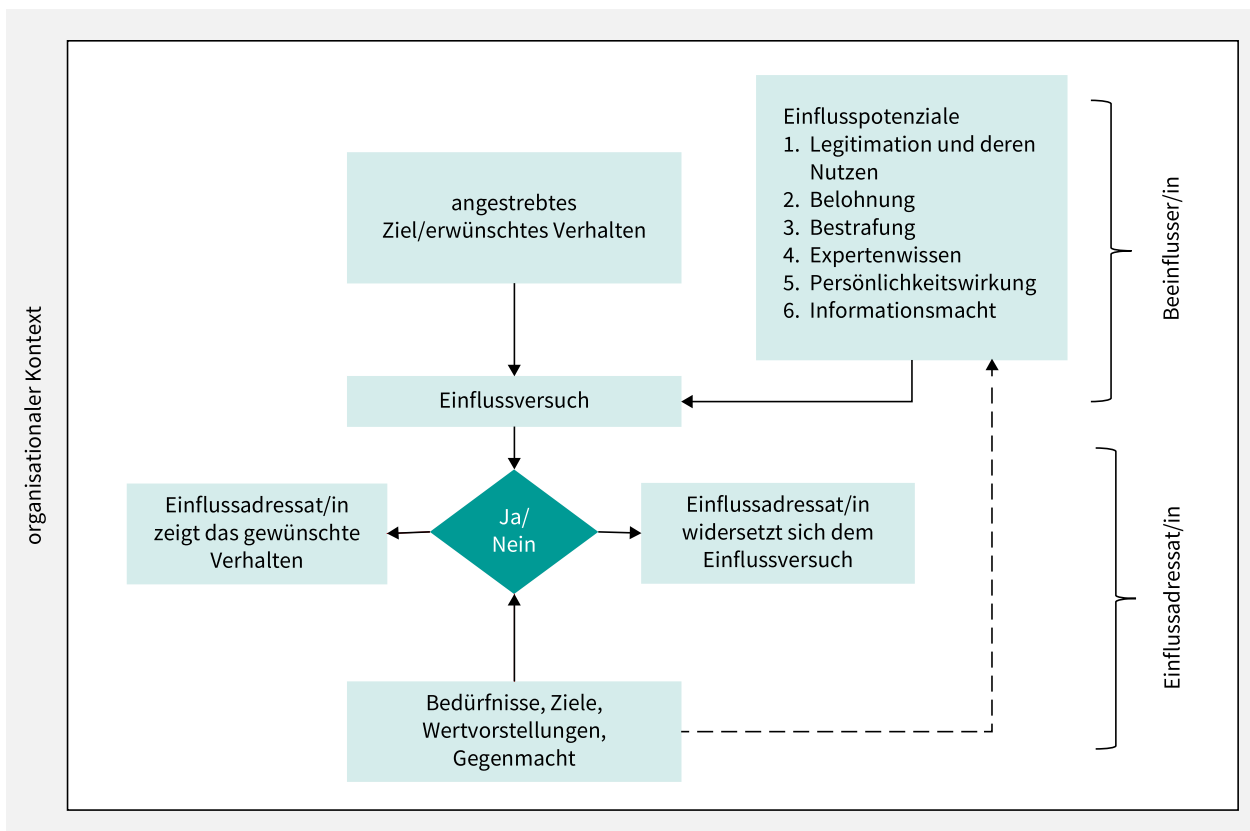 organisationaler Kontext
angestrebtes
Ziel/erwünschtes Verhalten
Einflusspotenziale
1. Legitimation und deren
Nutzen
2. Belohnung
3. Bestrafung
4. Expertenwissen
5. Persönlichkeitswirkung
6. Informationsmacht
Beeinflusser/in
Einflussversuch
Einflussadressat/in
zeigt das gewünschte
Verhalten
Ja/
Nein
Einflussadressat/in
widersetzt sich dem
Einflussversuch
Einflussadressat/in
Bedürfnisse, Ziele,
Wertvorstellungen,
Gegenmacht